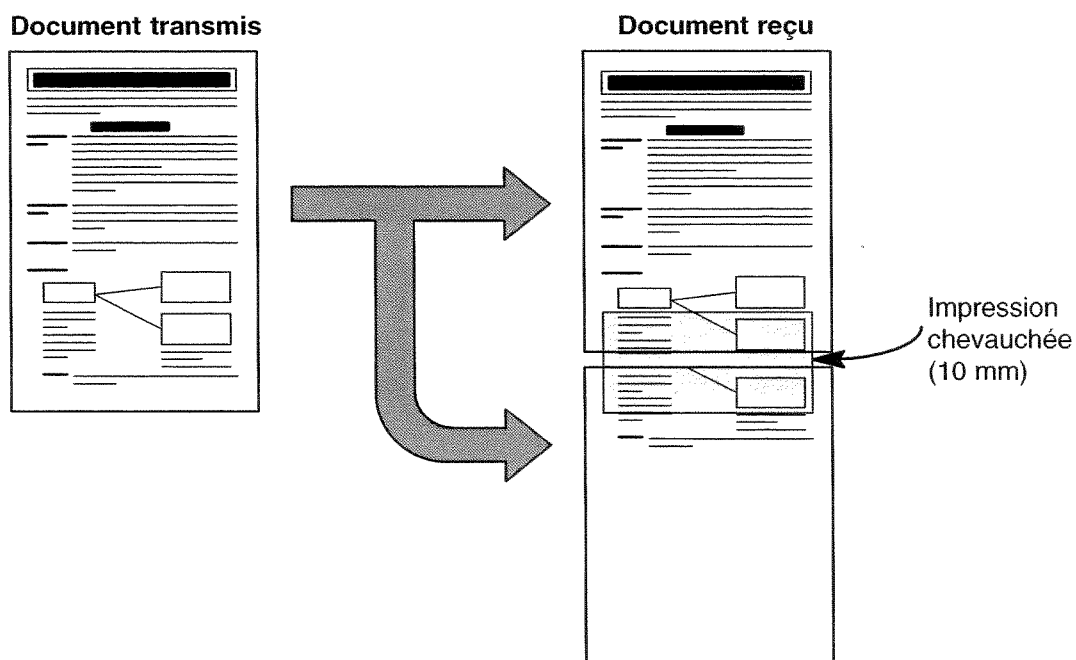 Document transmis
Document reçu
Impression
chevauchée
(10 mm)